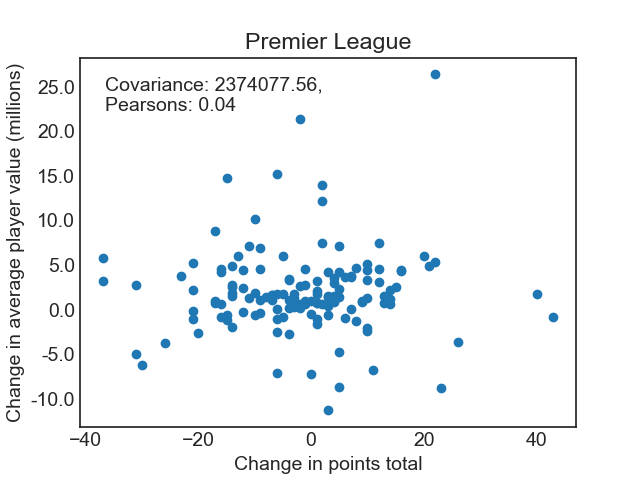 Premier League
Covariance: 2374077.56,
Pearsons: 0.04
Change in average player value (millions)
25.0
20.0
15.0
10.0
5.0
0.0
-5.0
-10.0
−40
−20
0
20
40
Change in points total